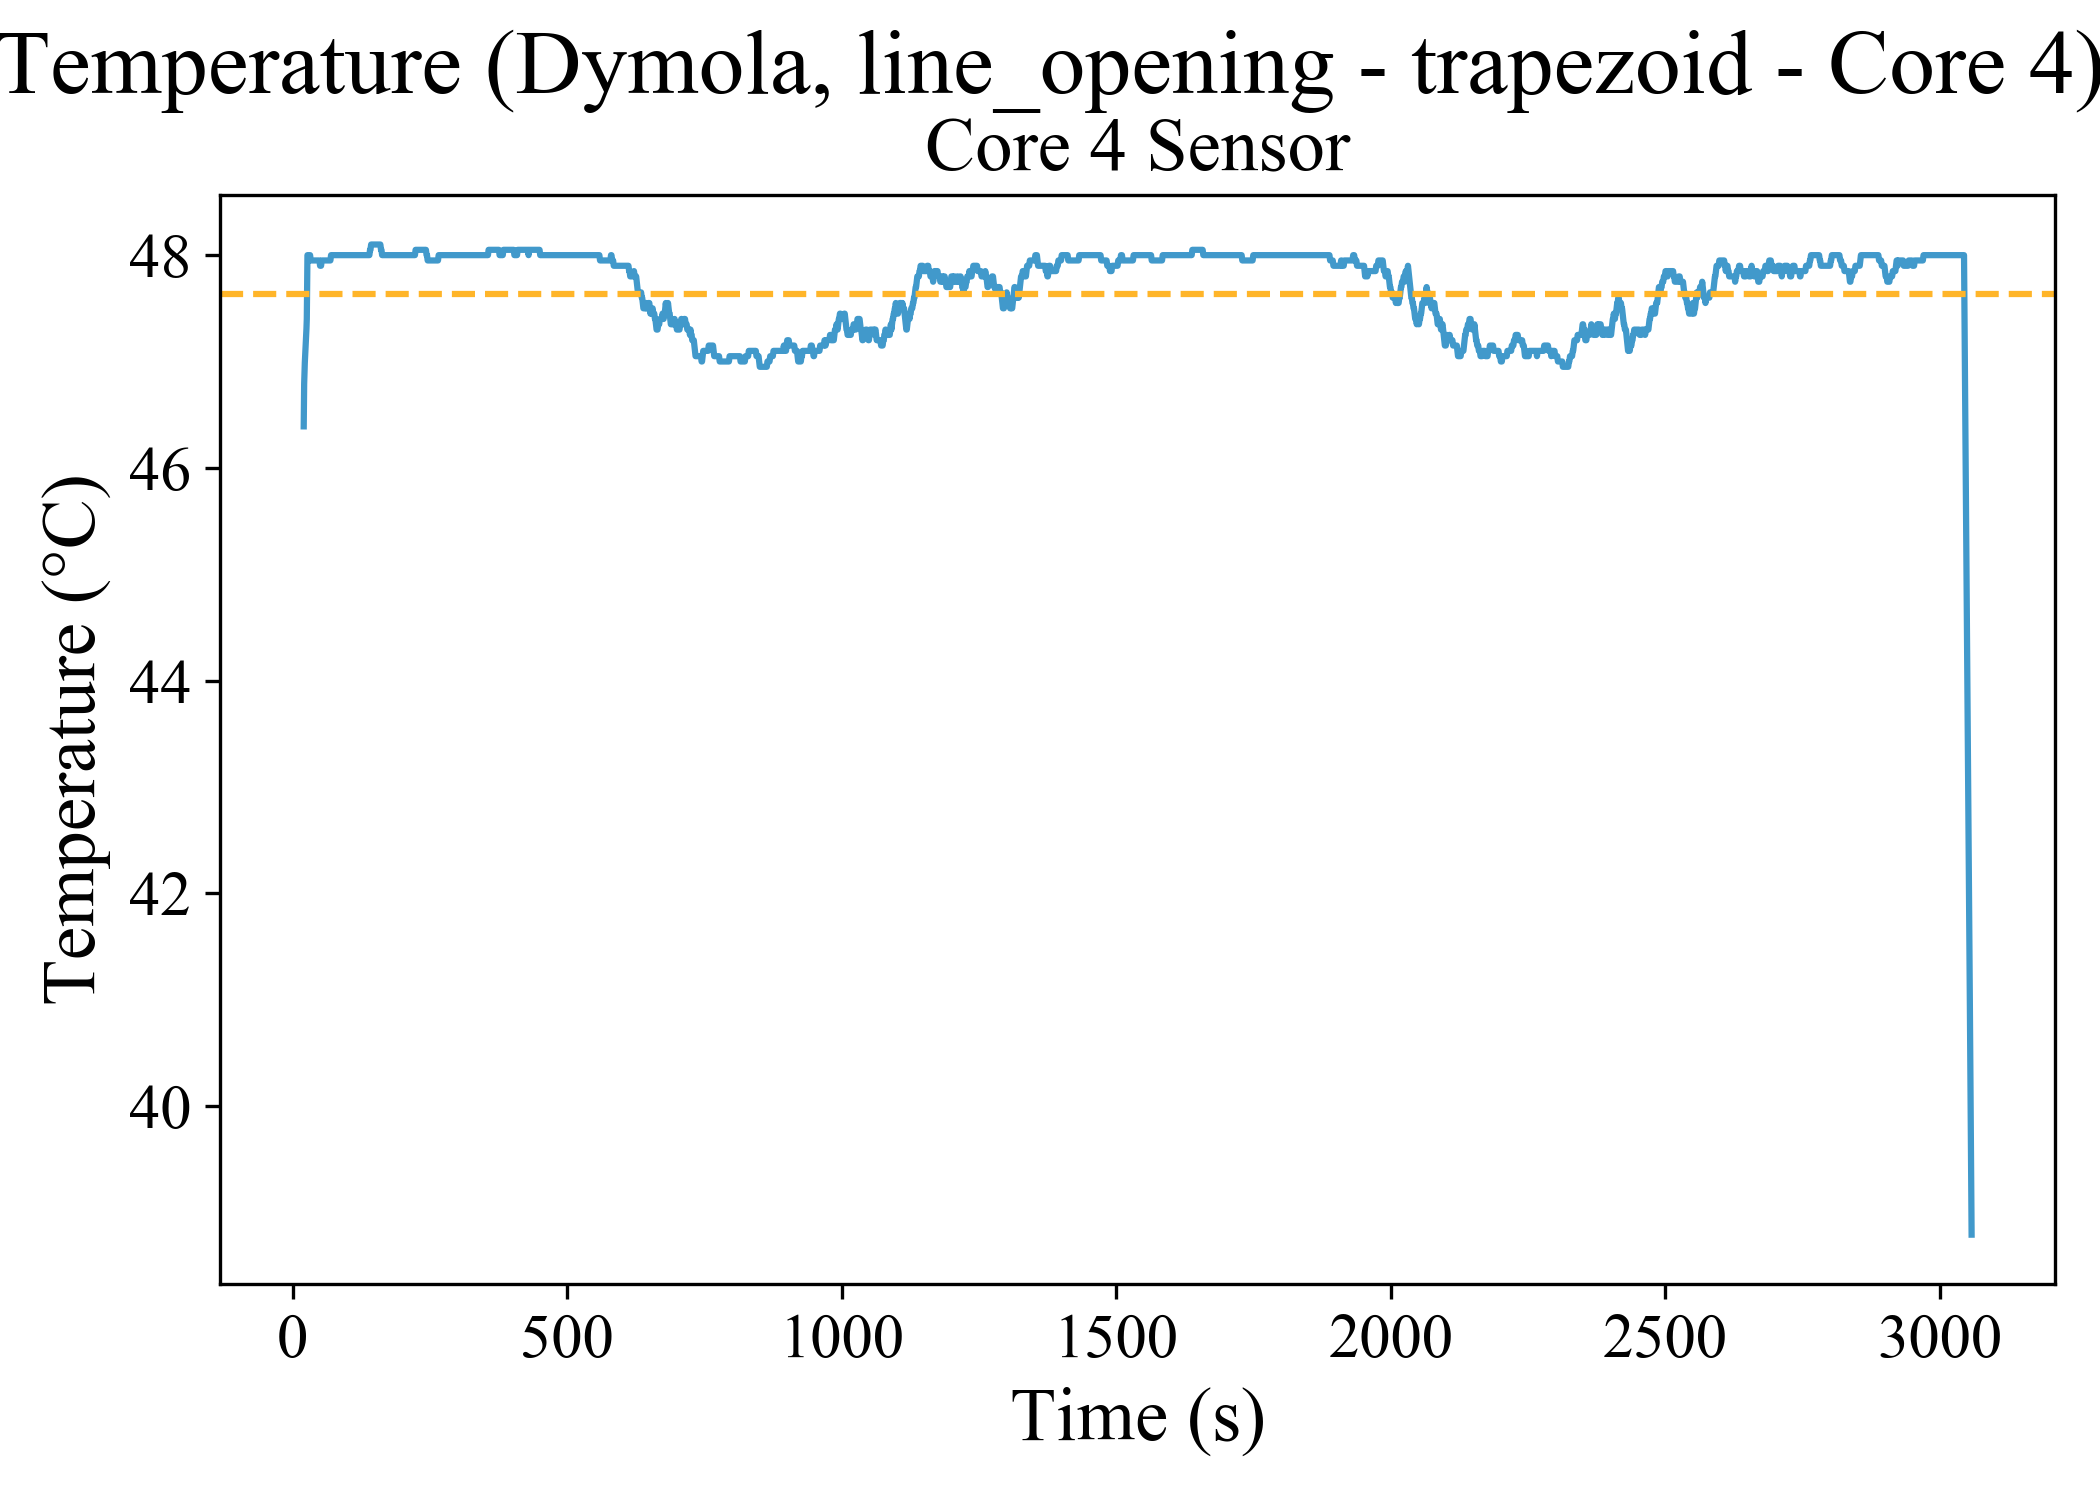 Temperature (Dymola, line_opening - trapezoid - Core 4)
Core 4 Sensor
48
46
44
42
40
Temperature (°C)
0 500 1000 1500 2000 2500 3000
Time (s)